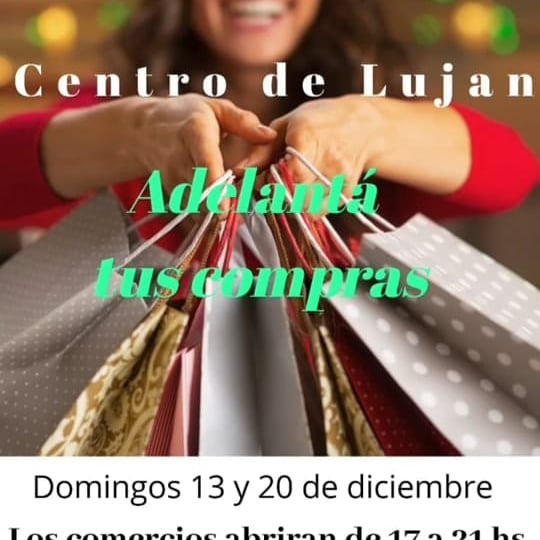 Centro de Lujan
Adelantá
tus compras
Domingos 13 y 20 de diciembre
Los comercios abriran de 17 a 21 hs